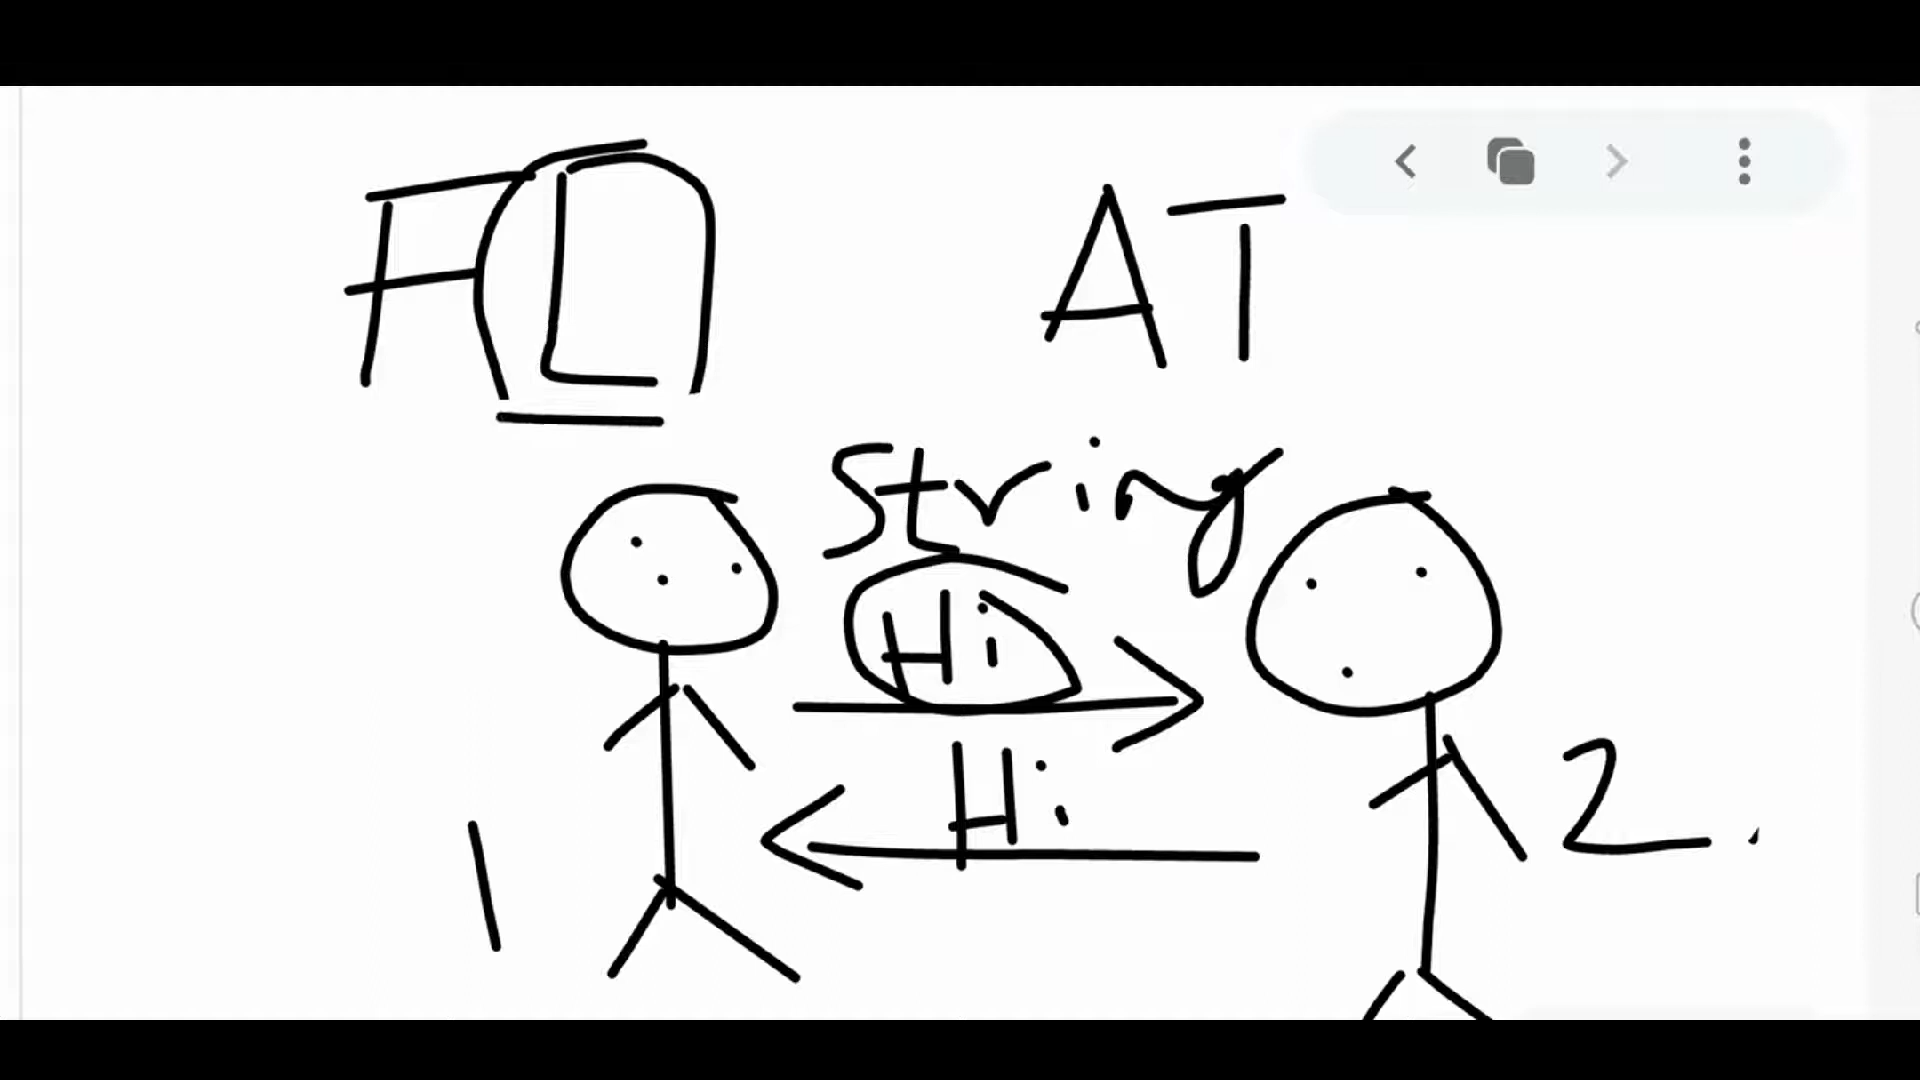 FL AT
String
Hi
Hi
1 2.